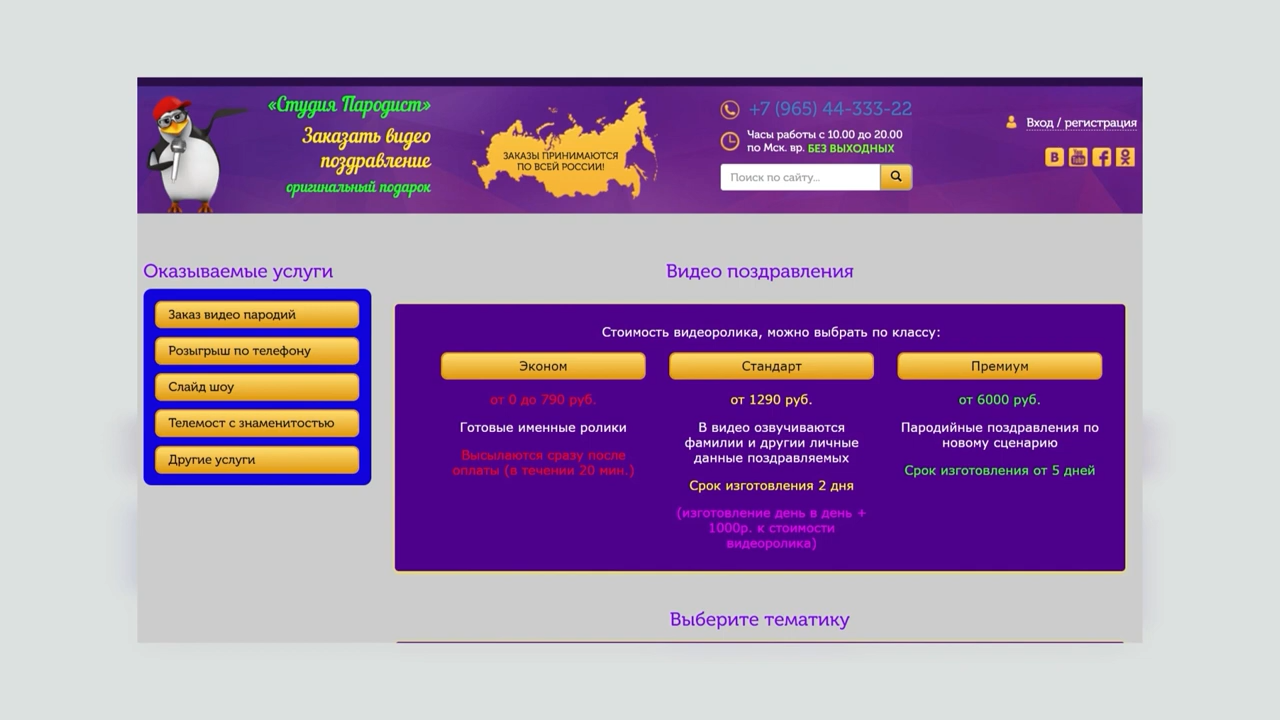 «Студия Пародист»
Заказать видео
поздравление
оригинальный подарок
ЗАКАЗЫ ПРИНИМАЮТСЯ
ПО ВСЕЙ РОССИИ!
+7 (965) 44-333-22
Часы работы с 10.00 до 20.00
по Мск. вр. БЕЗ ВЫХОДНЫХ
Поиск по сайту...
Вход / регистрация
В You Tube f
Оказываемые услуги
Заказ видео пародий
Розыгрыш по телефону
Слайд шоу
Телемост с знаменитостью
Другие услуги
Видео поздравления
Стоимость видеоролика, можно выбрать по классу:
Эконом
от 0 до 790 руб.
Готовые именные ролики
Высылаются сразу после
оплаты (в течении 20 мин.)
Стандарт
от 1290 руб.
В видео озвучиваются
фамилии и другии личные
данные поздравляемых
Срок изготовления 2 дня
(изготовление день в день +
1000р. к стоимости
видеоролика)
Премиум
от 6000 руб.
Пародийные поздравления по
новому сценарию
Срок изготовления от 5 дней
Выберите тематику